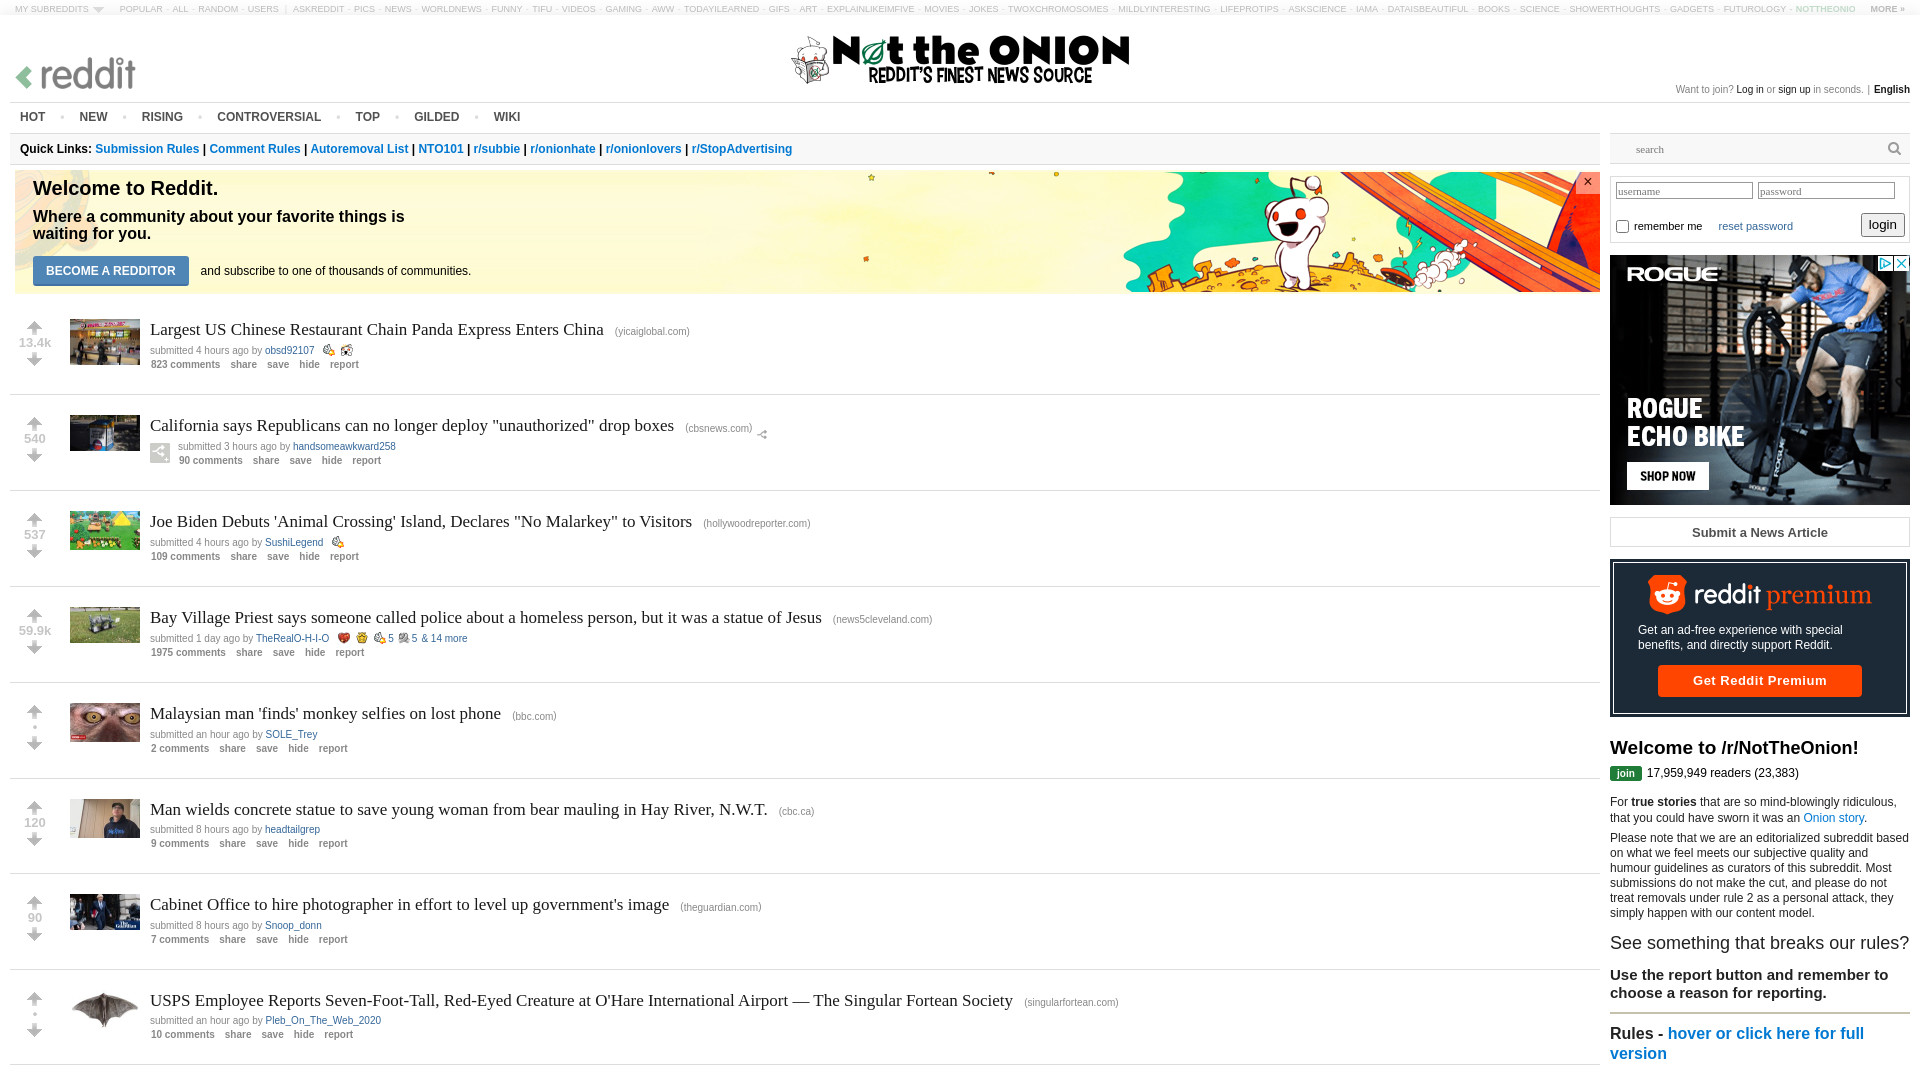 MY SUBREDDITS POPULAR - ALL - RANDOM - USERS | ASKREDDIT - PICS - NEWS - WORLDNEWS - FUNNY - TIFU - VIDEOS - GAMING - AWW - TODAYILEARNED - GIFS - ART - EXPLAINLIKEIMFIVE - MOVIES - JOKES - TWOXCHROMOSOMES - MILDLYINTERESTING - LIFEPROTIPS - ASKSCIENCE - IAMA - DATAISBEAUTIFUL - BOOKS - SCIENCE - SHOWERTHOUGHTS - GADGETS - FUTUROLOGY - NOTTHEONIO MORE »
reddit
Not the ONION
REDDIT'S FINEST NEWS SOURCE
Want to join? Log in or sign up in seconds. | English
HOT • NEW • RISING • CONTROVERSIAL • TOP • GILDED • WIKI
Quick Links: Submission Rules | Comment Rules | Autoremoval List | NTO101 | r/subbie | r/onionhate | r/onionlovers | r/StopAdvertising
Welcome to Reddit.
Where a community about your favorite things is
waiting for you.
BECOME A REDDITOR and subscribe to one of thousands of communities.
×
13.4k
Largest US Chinese Restaurant Chain Panda Express Enters China (yicaiglobal.com)
submitted 4 hours ago by obsd92107
823 comments share save hide report
540
California says Republicans can no longer deploy "unauthorized" drop boxes (cbsnews.com)
submitted 3 hours ago by handsomeawkward258
90 comments share save hide report
537
Joe Biden Debuts 'Animal Crossing' Island, Declares "No Malarkey" to Visitors (hollywoodreporter.com)
submitted 4 hours ago by SushiLegend
109 comments share save hide report
59.9k
Bay Village Priest says someone called police about a homeless person, but it was a statue of Jesus (news5cleveland.com)
submitted 1 day ago by TheRealO-H-I-O 5 5 & 14 more
1975 comments share save hide report
•
Malaysian man 'finds' monkey selfies on lost phone (bbc.com)
submitted an hour ago by SOLE_Trey
2 comments share save hide report
120
Man wields concrete statue to save young woman from bear mauling in Hay River, N.W.T. (cbc.ca)
submitted 8 hours ago by headtailgrep
9 comments share save hide report
90
Cabinet Office to hire photographer in effort to level up government's image (theguardian.com)
submitted 8 hours ago by Snoop_donn
7 comments share save hide report
•
USPS Employee Reports Seven-Foot-Tall, Red-Eyed Creature at O'Hare International Airport — The Singular Fortean Society (singularfortean.com)
submitted an hour ago by Pleb_On_The_Web_2020
10 comments share save hide report
search
username password
remember me reset password login
ROGUE
ROGUE
ECHO BIKE
SHOP NOW
Submit a News Article
reddit premium
Get an ad-free experience with special
benefits, and directly support Reddit.
Get Reddit Premium
Welcome to /r/NotTheOnion!
join 17,959,949 readers (23,383)
For true stories that are so mind-blowingly ridiculous,
that you could have sworn it was an Onion story.
Please note that we are an editorialized subreddit based
on what we feel meets our subjective quality and
humour guidelines as curators of this subreddit. Most
submissions do not make the cut, and please do not
treat removals under rule 2 as a personal attack, they
simply happen with our content model.
See something that breaks our rules?
Use the report button and remember to
choose a reason for reporting.
Rules - hover or click here for full
version